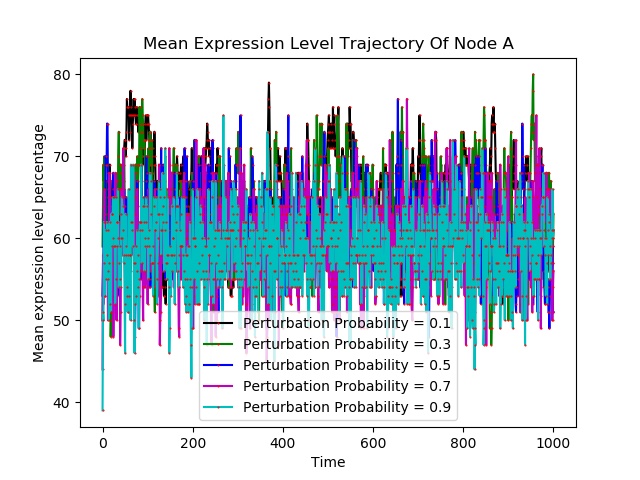 Mean Expression Level Trajectory Of Node A
Mean expression level percentage
80
70
60
50
40
Perturbation Probability = 0.1
Perturbation Probability = 0.3
Perturbation Probability = 0.5
Perturbation Probability = 0.7
Perturbation Probability = 0.9
0
200
400
600
800
1000
Time